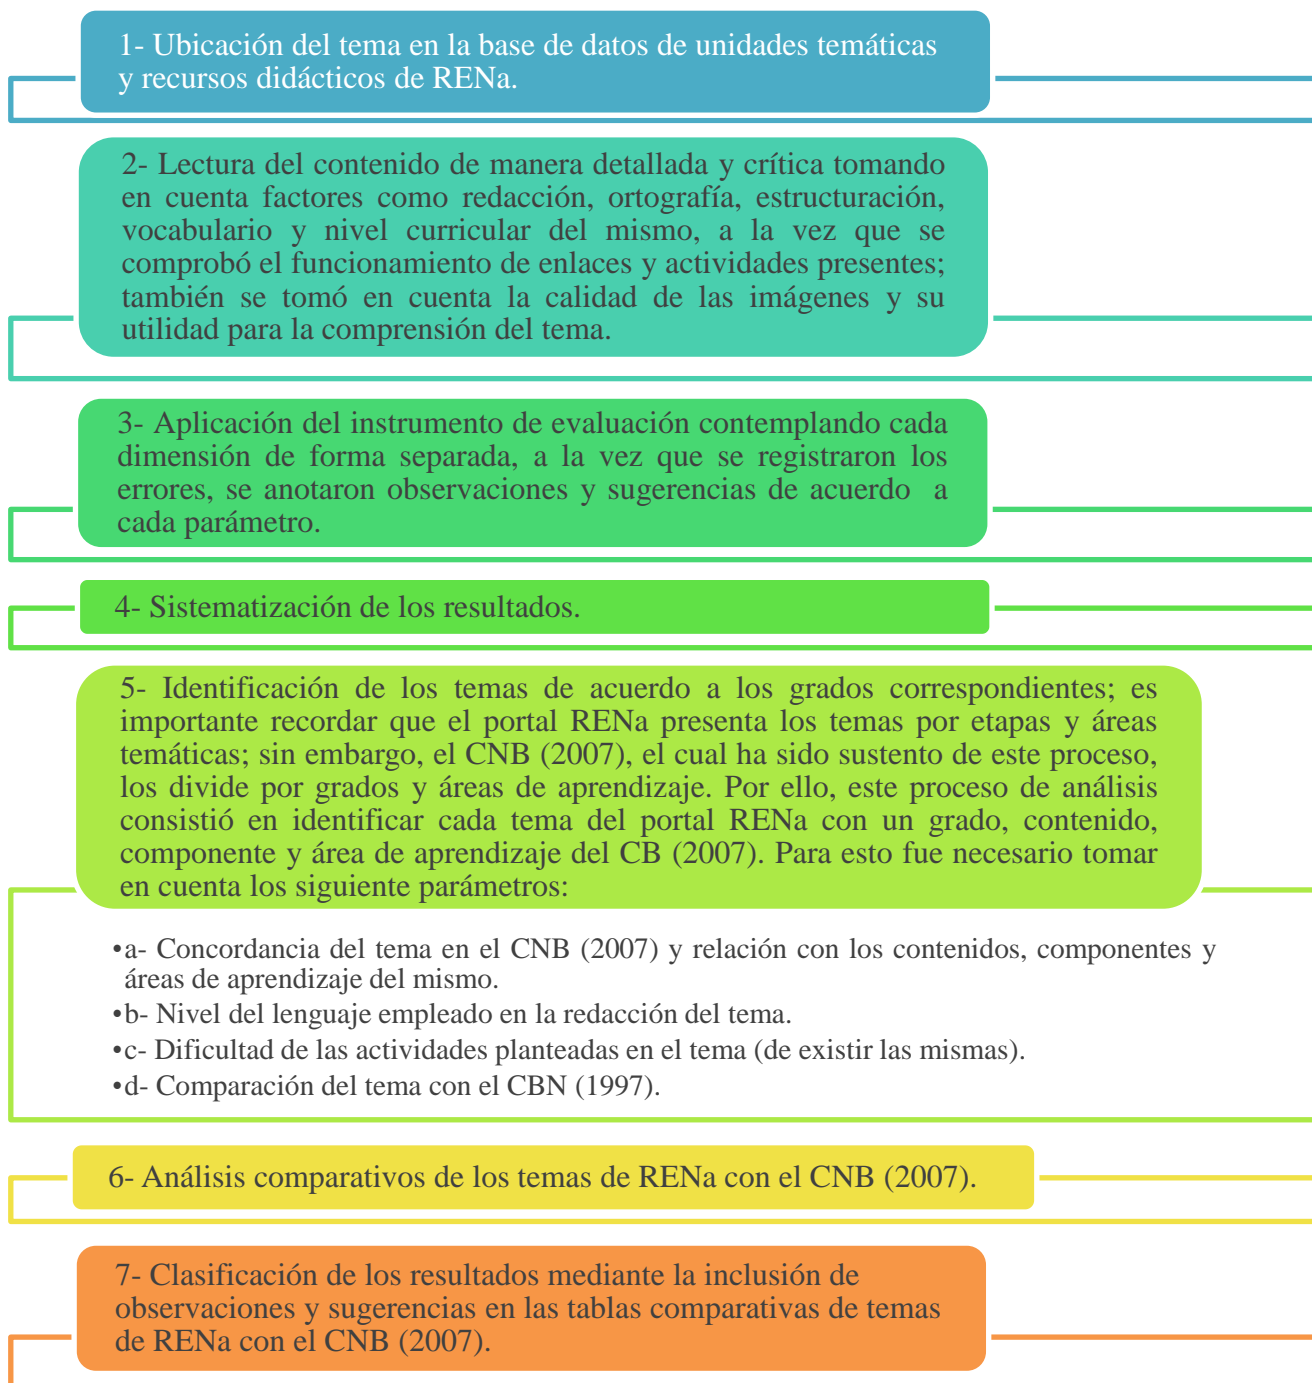 1- Ubicación del tema en la base de datos de unidades temáticas
y recursos didácticos de RENa.
2- Lectura del contenido de manera detallada y crítica tomando
en cuenta factores como redacción, ortografía, estructuración,
vocabulario y nivel curricular del mismo, a la vez que se
comprobó el funcionamiento de enlaces y actividades presentes;
también se tomó en cuenta la calidad de las imágenes y su
utilidad para la comprensión del tema.
3- Aplicación del instrumento de evaluación contemplando cada
dimensión de forma separada, a la vez que se registraron los
errores, se anotaron observaciones y sugerencias de acuerdo a
cada parámetro.
4- Sistematización de los resultados.
5- Identificación de los temas de acuerdo a los grados correspondientes; es
importante recordar que el portal RENa presenta los temas por etapas y áreas
temáticas; sin embargo, el CNB (2007), el cual ha sido sustento de este proceso,
los divide por grados y áreas de aprendizaje. Por ello, este proceso de análisis
consistió en identificar cada tema del portal RENa con un grado, contenido,
componente y área de aprendizaje del CB (2007). Para esto fue necesario tomar
en cuenta los siguiente parámetros:
•a- Concordancia del tema en el CNB (2007) y relación con los contenidos, componentes y
áreas de aprendizaje del mismo.
•b- Nivel del lenguaje empleado en la redacción del tema.
•c- Dificultad de las actividades planteadas en el tema (de existir las mismas).
•d- Comparación del tema con el CBN (1997).
6- Análisis comparativos de los temas de RENa con el CNB (2007).
7- Clasificación de los resultados mediante la inclusión de
observaciones y sugerencias en las tablas comparativas de temas
de RENa con el CNB (2007).